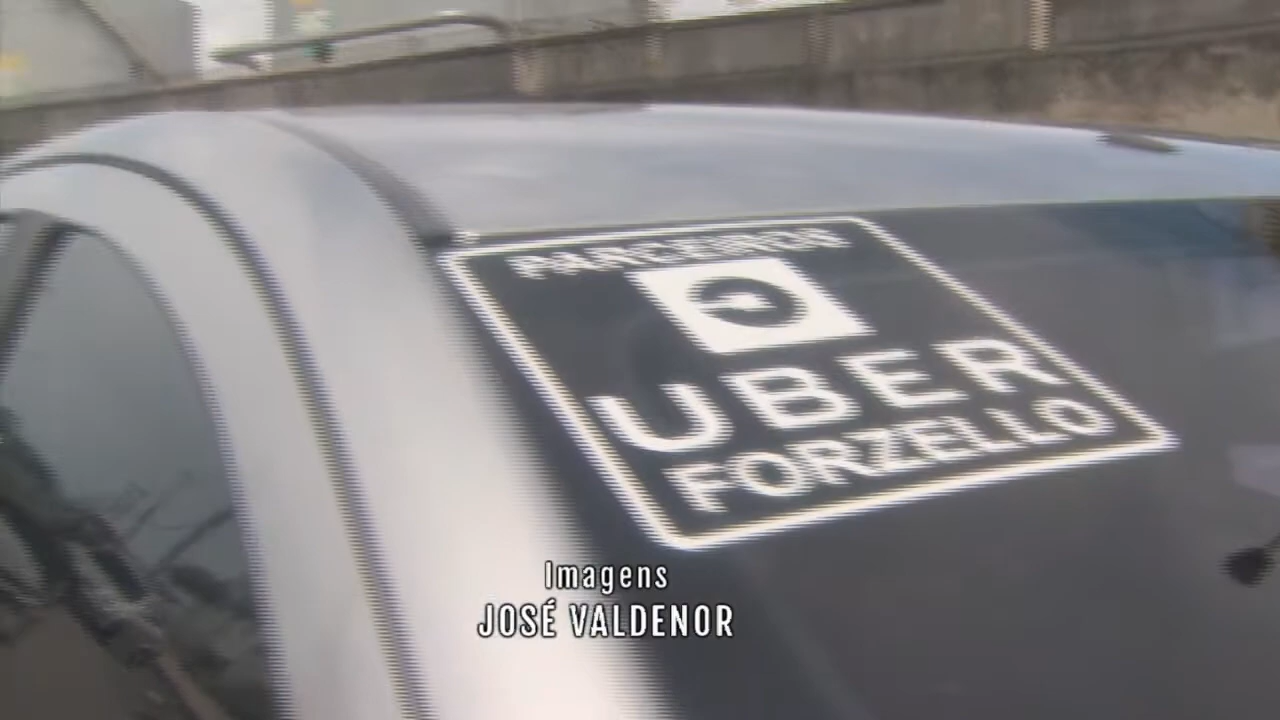 PARCEIROS
UBER
FORZELLO
Imagens
JOSÉ VALDENOR